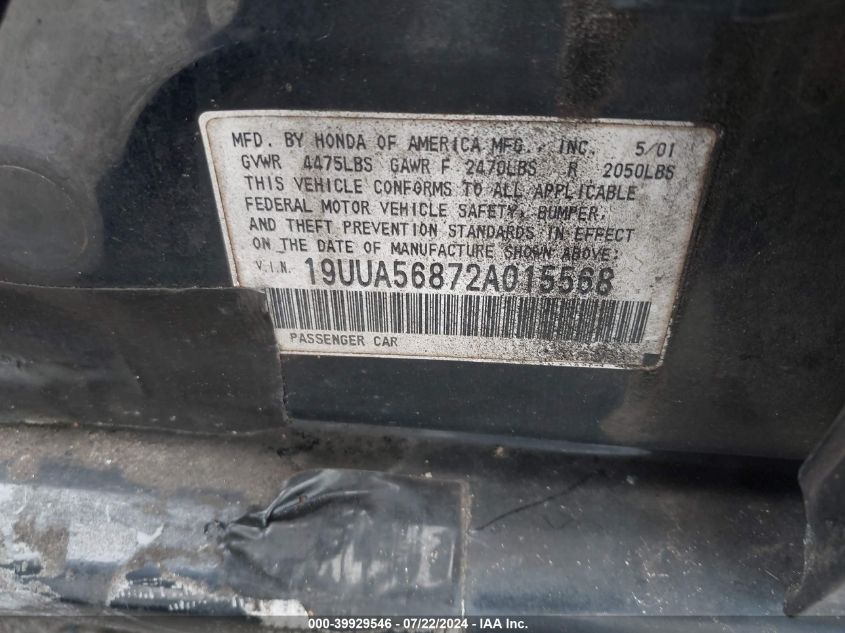 MFD. BY HONDA OF AMERICA MFG., INC. 5/01
GVWR 4475LBS GAWR F 2470LBS R 2050LBS
THIS VEHICLE CONFORMS TO ALL APPLICABLE
FEDERAL MOTOR VEHICLE SAFETY, BUMPER,
AND THEFT PREVENTION STANDARDS IN EFFECT
ON THE DATE OF MANUFACTURE SHOWN ABOVE:
V.I.N. 19UUA56872A015568
PASSENGER CAR
000-39929546 - 07/22/2024 - IAA Inc.